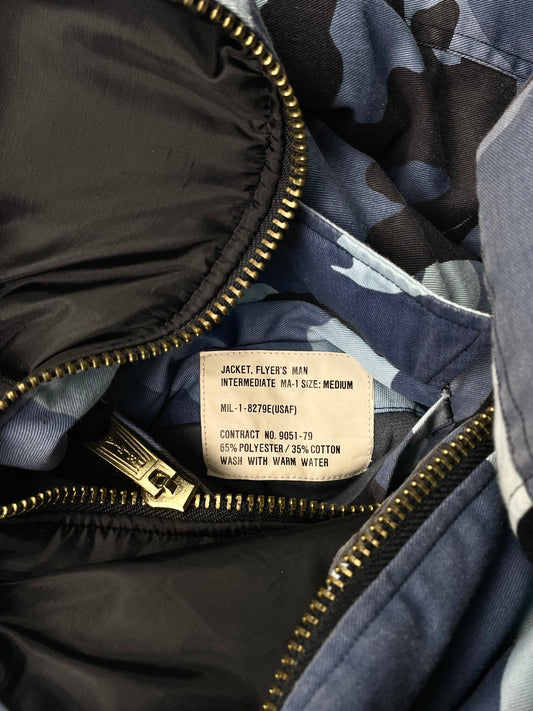 JACKET, FLYER'S MAN
INTERMEDIATE MA-1 SIZE: MEDIUM
MIL-1-8279E(USAF)
CONTRACT NO. 9051-79
65% POLYESTER / 35% COTTON
WASH WITH WARM WATER